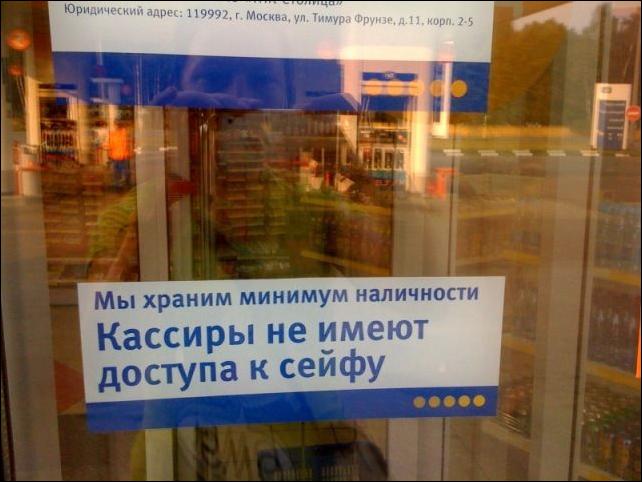 Столица»
Юридический адрес: 119992, г. Москва, ул. Тимура Фрунзе, д.11, корп. 2-5
Мы храним минимум наличности
Кассиры не имеют
доступа к сейфу